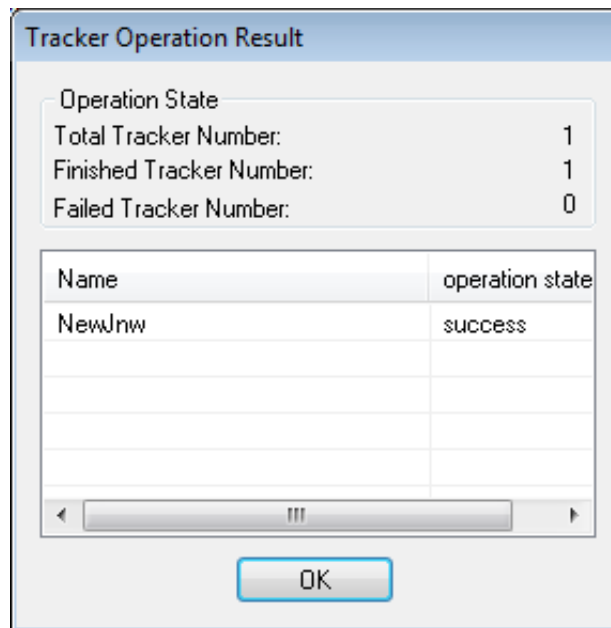 Tracker Operation Result
Operation State
Total Tracker Number: 1
Finished Tracker Number: 1
Failed Tracker Number: 0
Name operation state
NewJnw success
OK